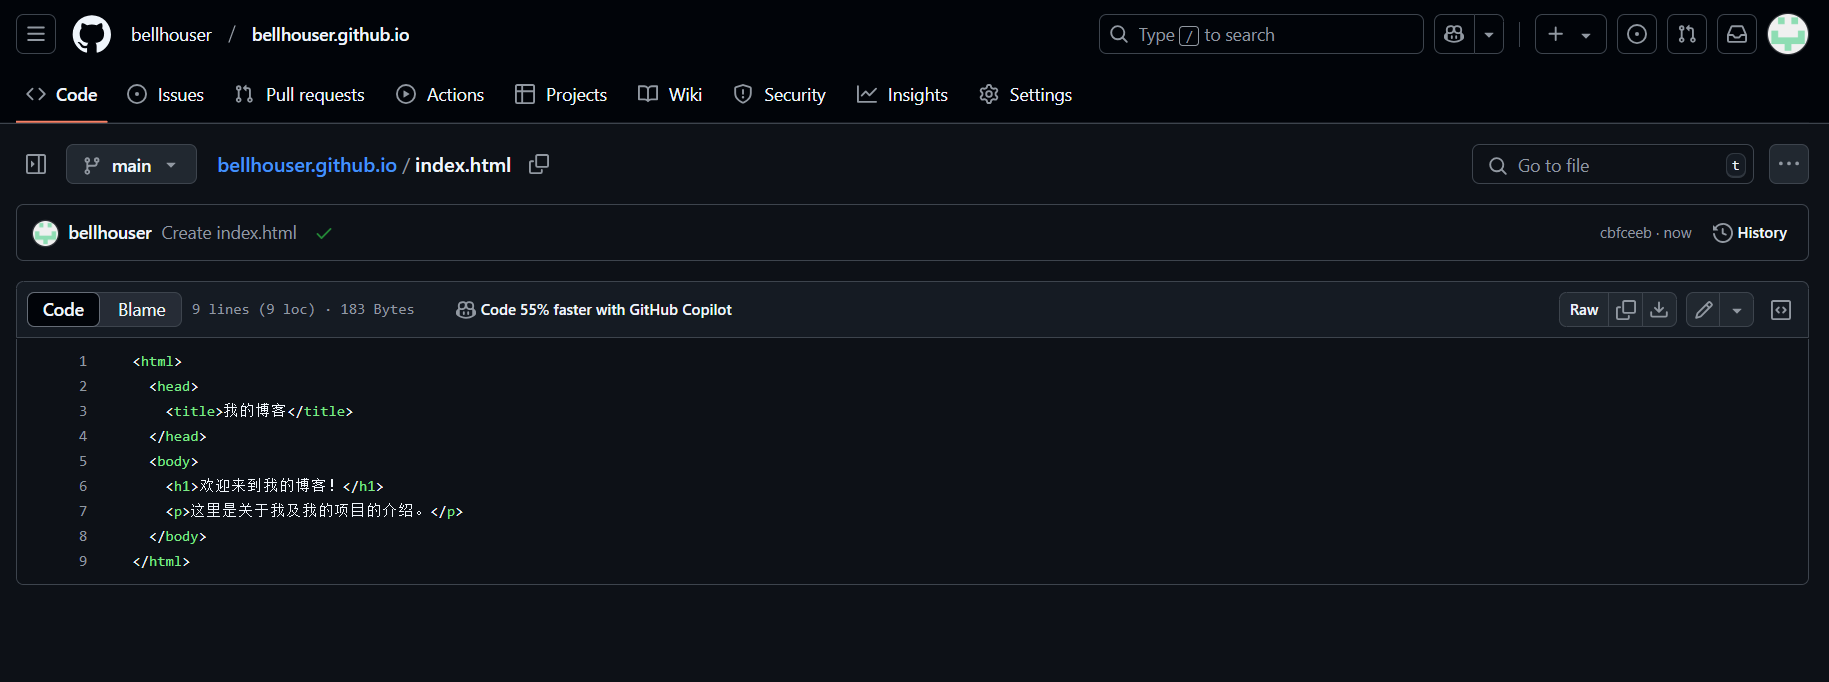 bellhouser / bellhouser.github.io
Type / to search
Code Issues Pull requests Actions Projects Wiki Security Insights Settings
main bellhouser.github.io / index.html
Go to file t
bellhouser Create index.html
cbfceeb · now History
Code Blame 9 lines (9 loc) · 183 Bytes Code 55% faster with GitHub Copilot
Raw
1 <html>
2 <head>
3 <title>我的博客</title>
4 </head>
5 <body>
6 <h1>欢迎来到我的博客！</h1>
7 <p>这里是关于我及我的项目的介绍。</p>
8 </body>
9 </html>